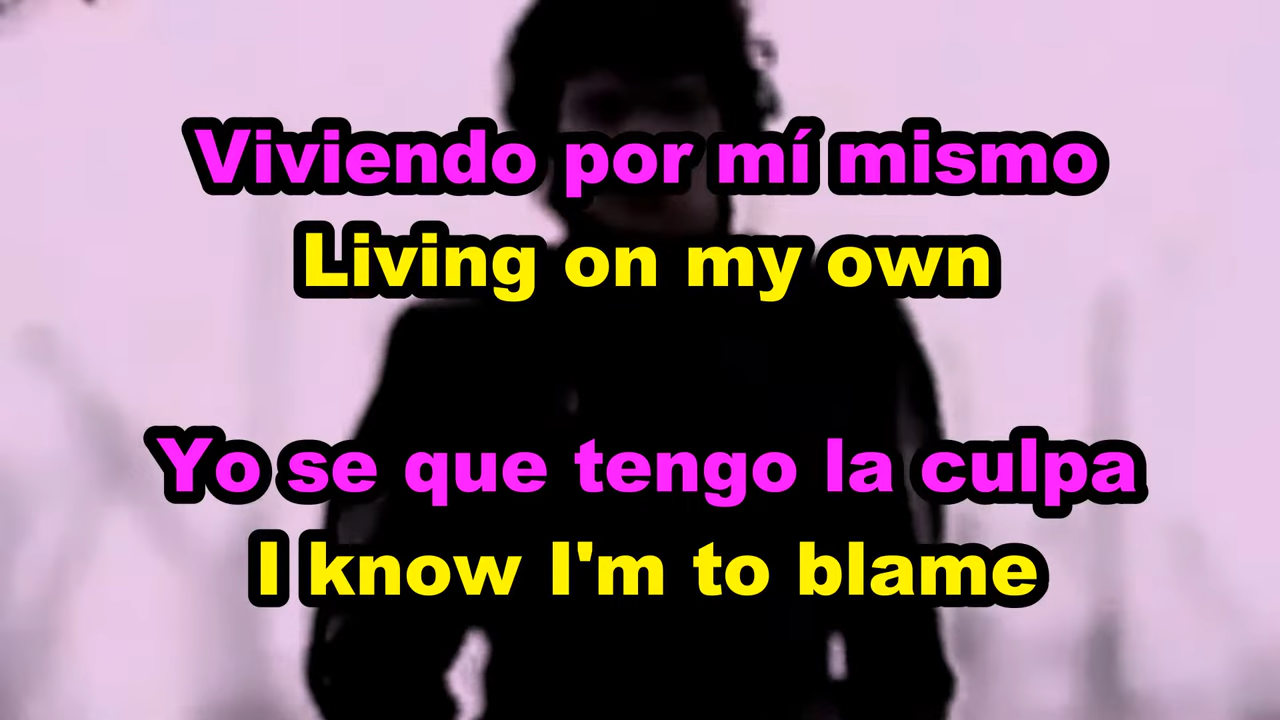 Viviendo por mí mismo
Living on my own
Yo se que tengo la culpa
I know I'm to blame